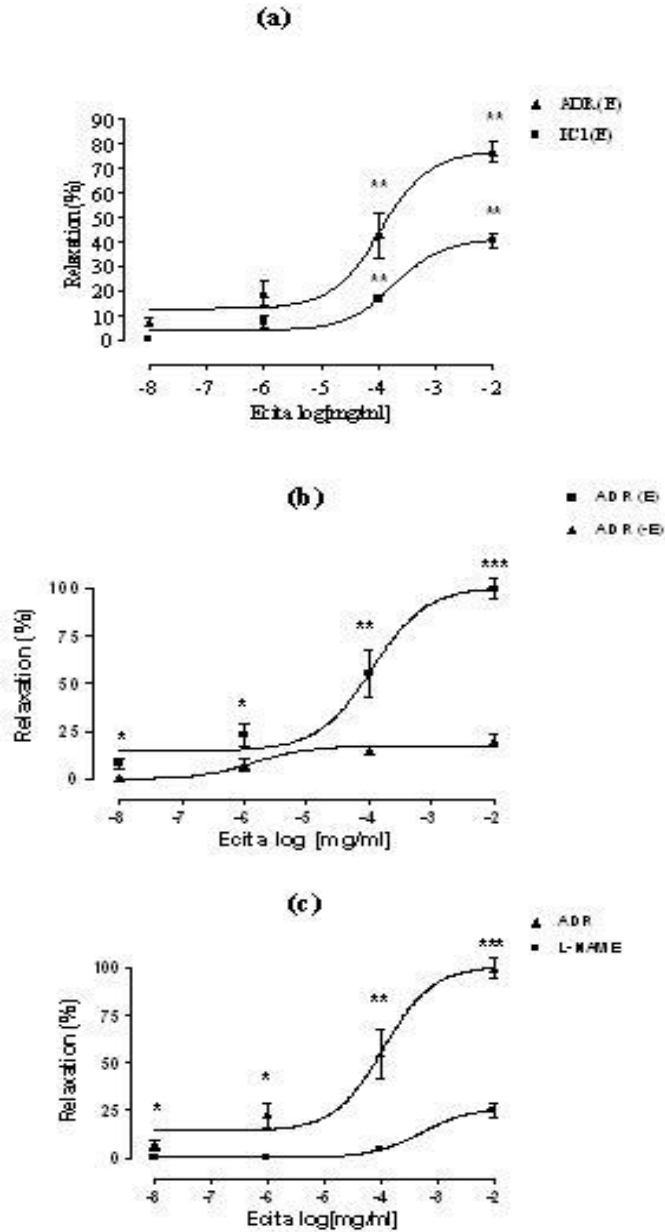 (a)
▲ ADR(E)
■ KCl(E)
**
**
**
**
90
80
70
60
50
40
30
20
10
0
Relaxation(%)
-8 -7 -6 -5 -4 -3 -2
Ecita log[mg/ml]
(b)
■ ADR (E)
▲ ADR (-E)
***
**
*
*
100
75
50
25
0
Relaxation (%)
-8 -7 -6 -5 -4 -3 -2
Ecita log [mg/ml]
(c)
▲ ADR
■ L-NAME
***
**
*
*
100
75
50
25
0
Relaxation (%)
-8 -7 -6 -5 -4 -3 -2
Ecita log[mg/ml]